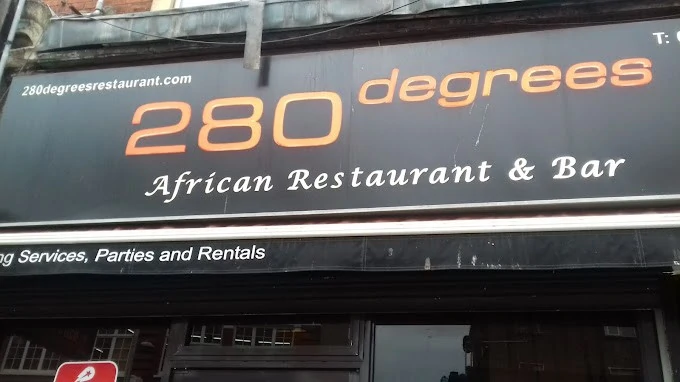 280degreesrestaurant.com
T:
280 degrees
African Restaurant & Bar
Services, Parties and Rentals